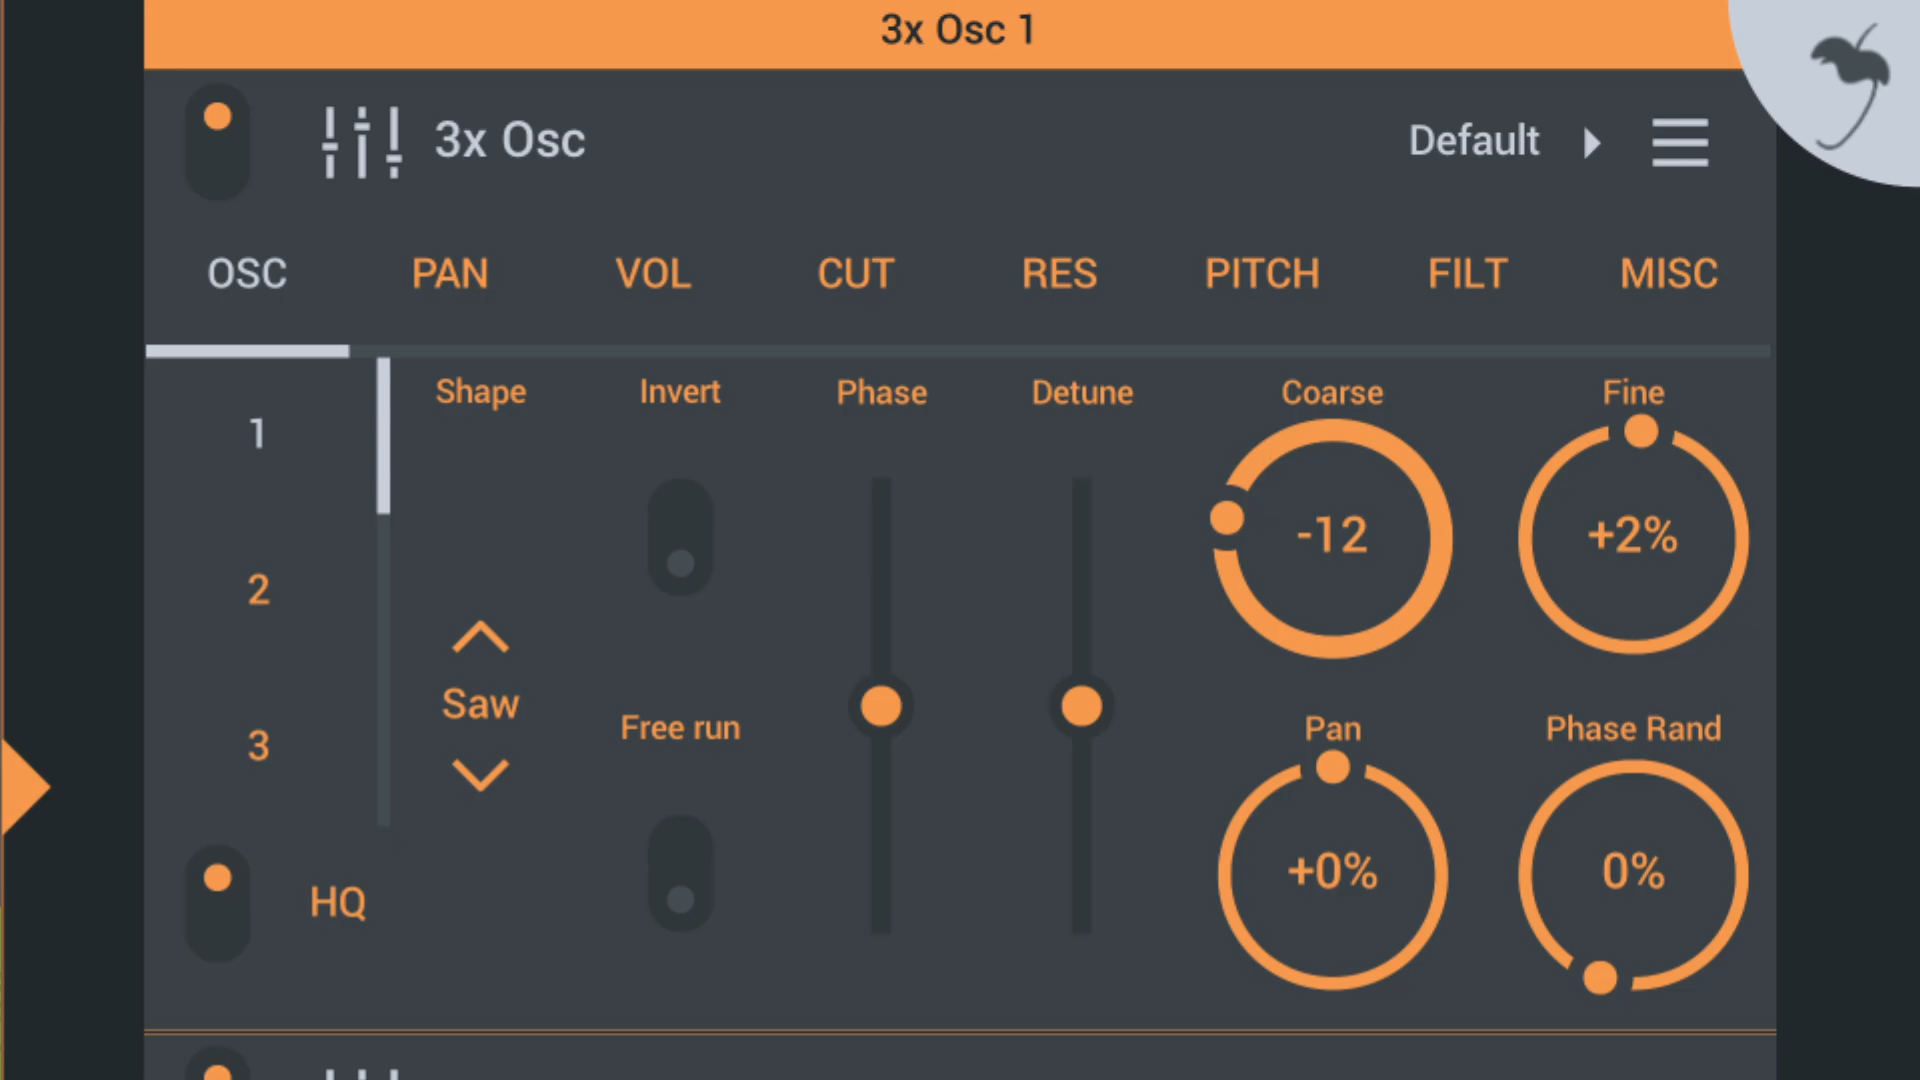 3x Osc 1
3x Osc
Default
OSC PAN VOL CUT RES PITCH FILT MISC
Shape Invert Phase Detune Coarse Fine
1
-12 +2%
2
Saw
Free run Pan Phase Rand
3
+0% 0%
HQ